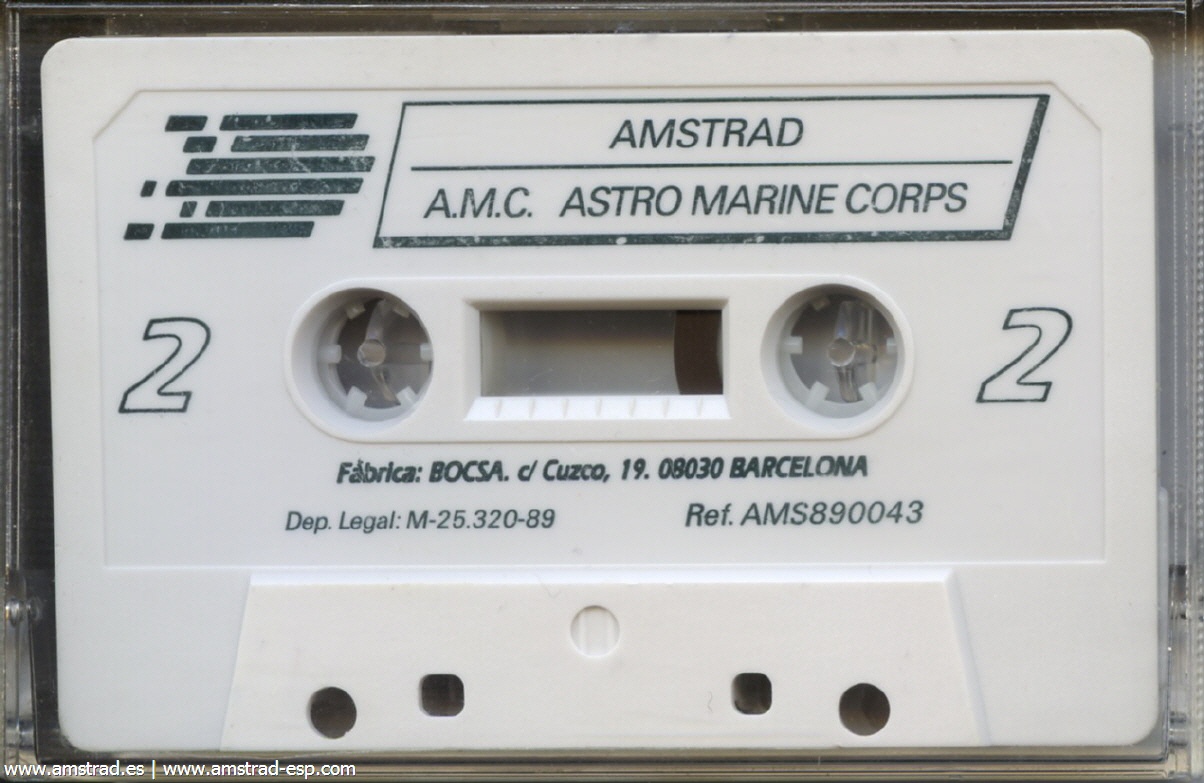 AMSTRAD
A.M.C. ASTRO MARINE CORPS
2 2
Fábrica: BOCSA. c/ Cuzco, 19. 08030 BARCELONA
Dep. Legal: M-25.320-89 Ref. AMS890043
www.amstrad.es | www.amstrad-esp.com